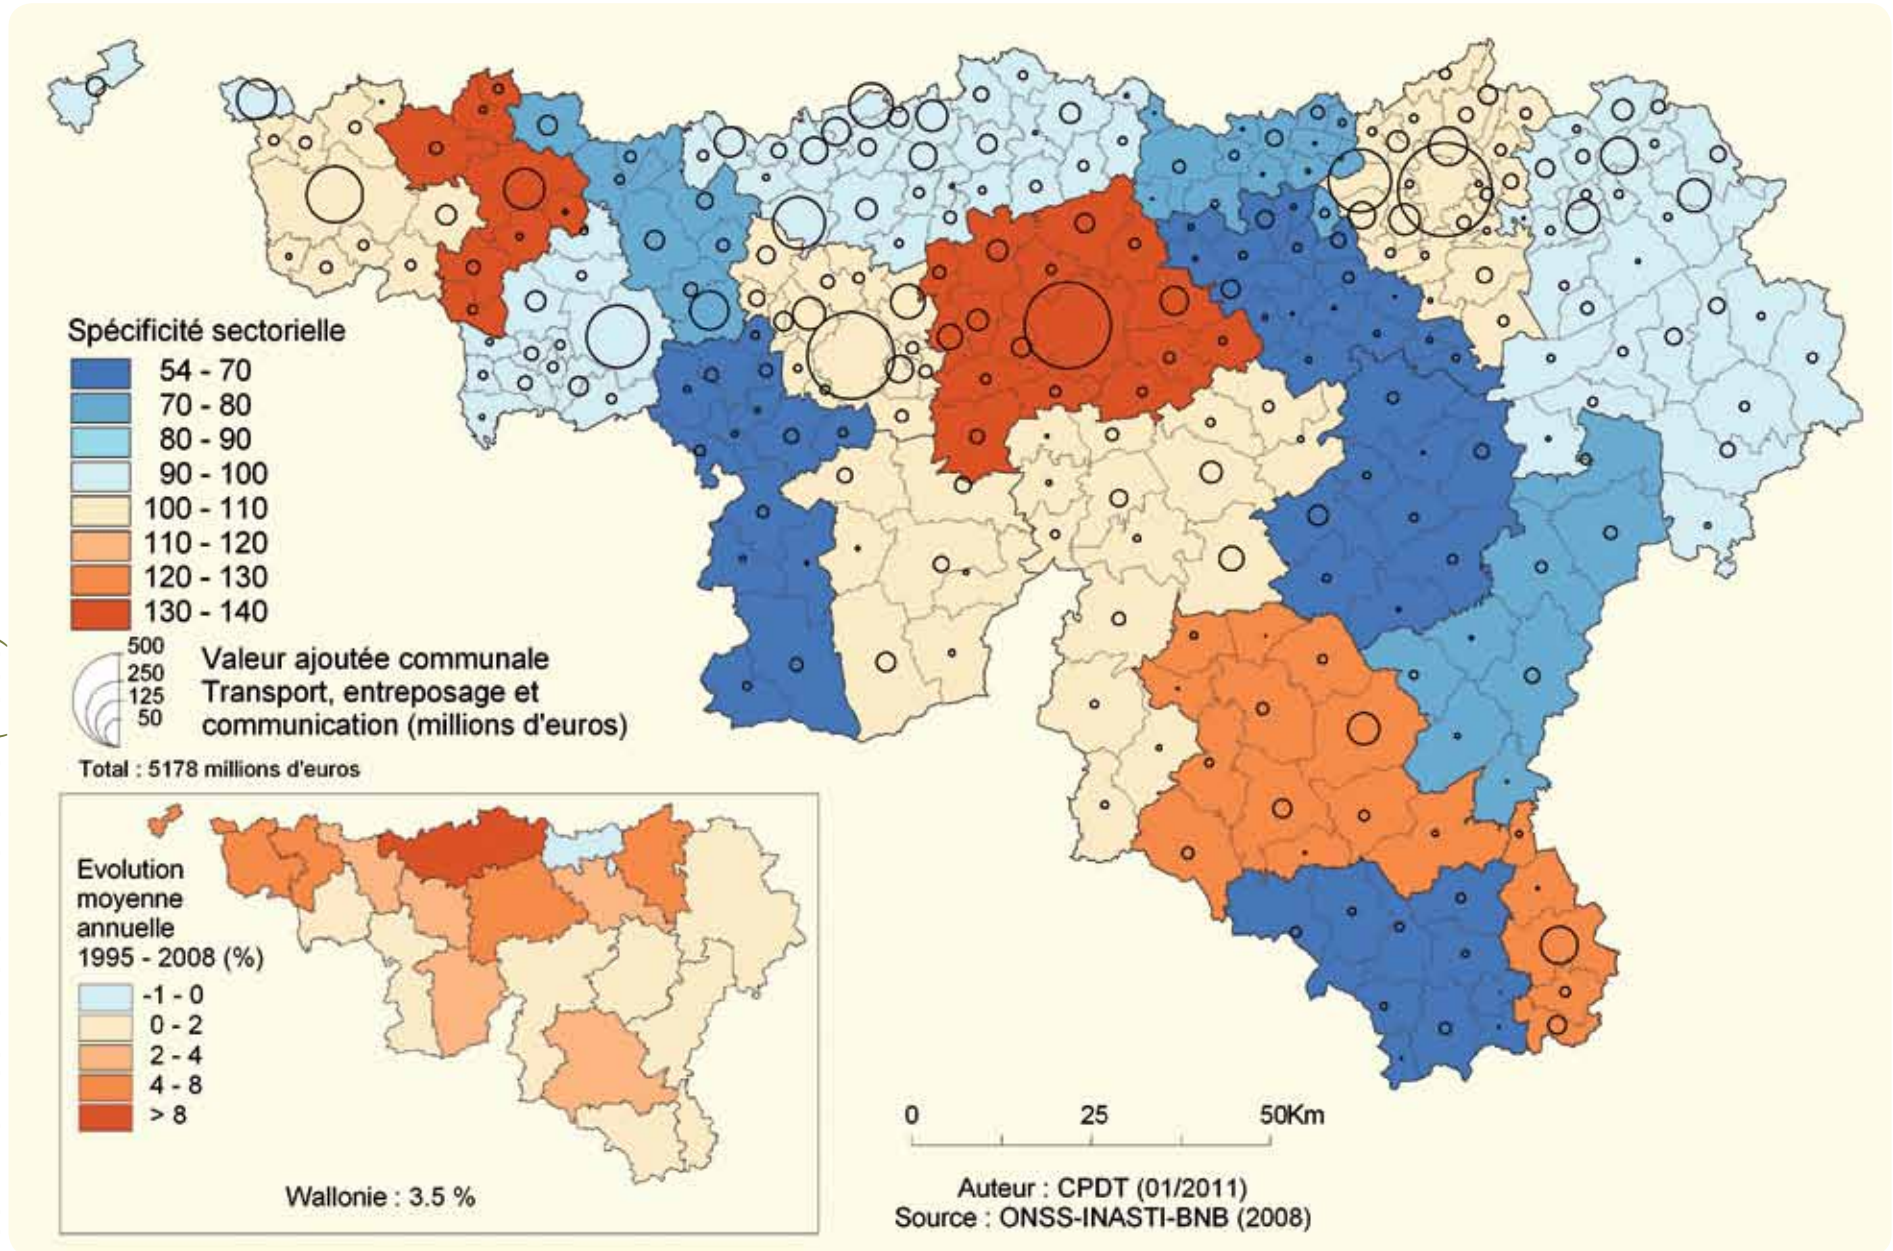 Spécificité sectorielle
54 - 70
70 - 80
80 - 90
90 - 100
100 - 110
110 - 120
120 - 130
130 - 140
500
250
125
50
Valeur ajoutée communale
Transport, entreposage et
communication (millions d'euros)
Total : 5178 millions d'euros
Evolution
moyenne
annuelle
1995 - 2008 (%)
-1 - 0
0 - 2
2 - 4
4 - 8
> 8
Wallonie : 3.5 %
0 25 50Km
Auteur : CPDT (01/2011)
Source : ONSS-INASTI-BNB (2008)